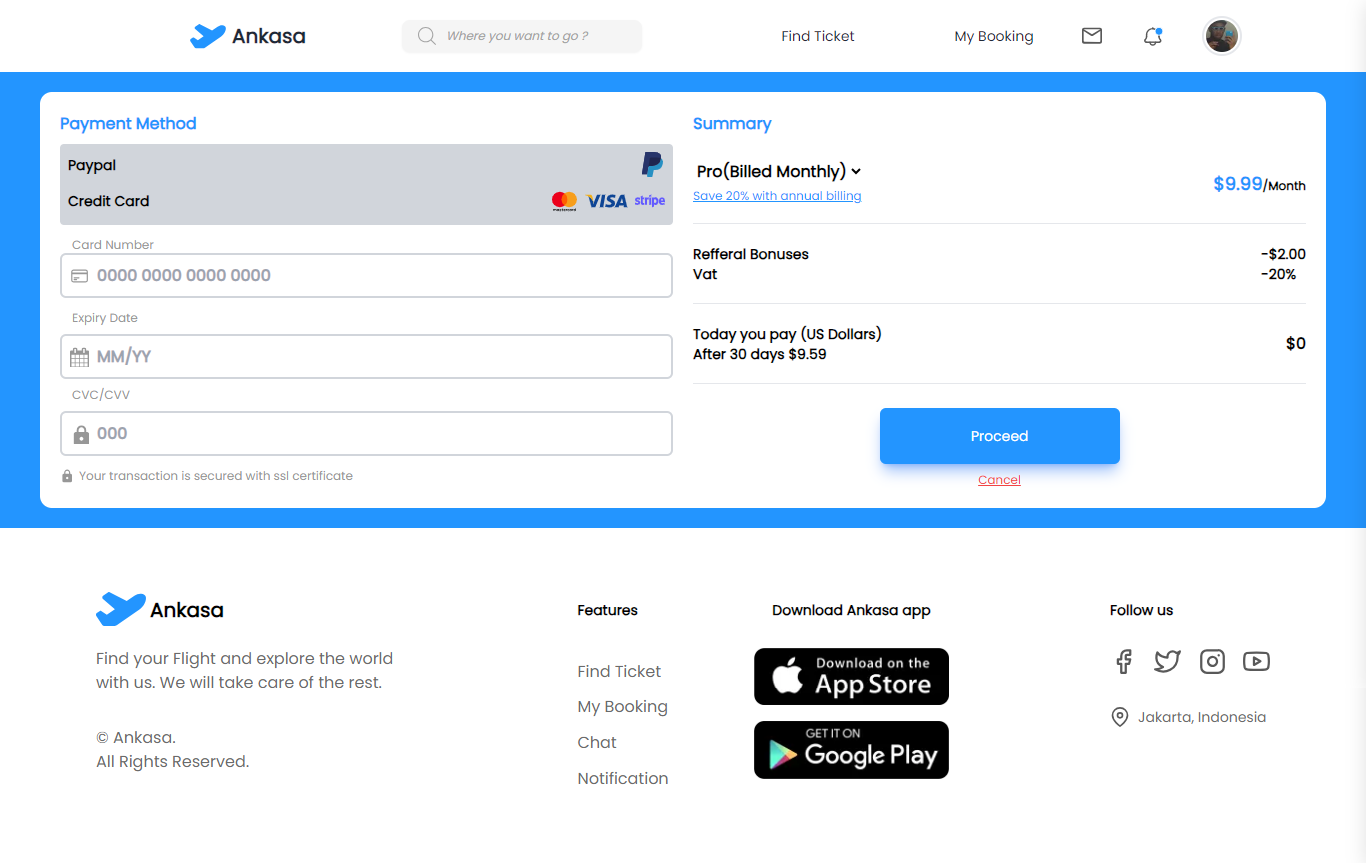 Ankasa
Where you want to go ?
Find Ticket
My Booking
Payment Method
Paypal
Credit Card
mastercard
VISA
stripe
Card Number
0000 0000 0000 0000
Expiry Date
MM/YY
CVC/CVV
000
Your transaction is secured with ssl certificate
Summary
Pro(Billed Monthly)
$9.99/Month
Save 20% with annual billing
Refferal Bonuses -$2.00
Vat -20%
Today you pay (US Dollars)
After 30 days $9.59
$0
Proceed
Cancel
Ankasa
Find your Flight and explore the world
with us. We will take care of the rest.
© Ankasa.
All Rights Reserved.
Features
Find Ticket
My Booking
Chat
Notification
Download Ankasa app
Download on the
App Store
GET IT ON
Google Play
Follow us
Jakarta, Indonesia